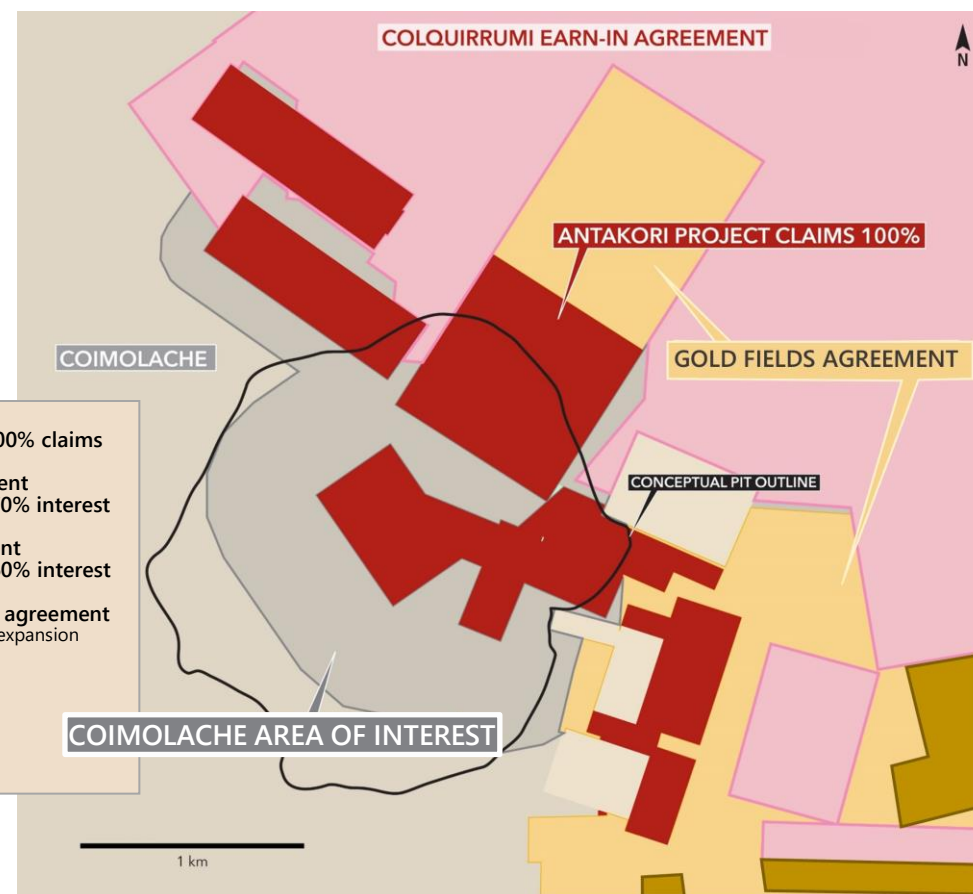 COLQUIRRUMI EARN-IN AGREEMENT
N
ANTAKORI PROJECT CLAIMS 100%
COIMOLACHE
GOLD FIELDS AGREEMENT
00% claims
ent
0% interest
nt
0% interest
agreement
expansion
CONCEPTUAL PIT OUTLINE
COIMOLACHE AREA OF INTEREST
1 km